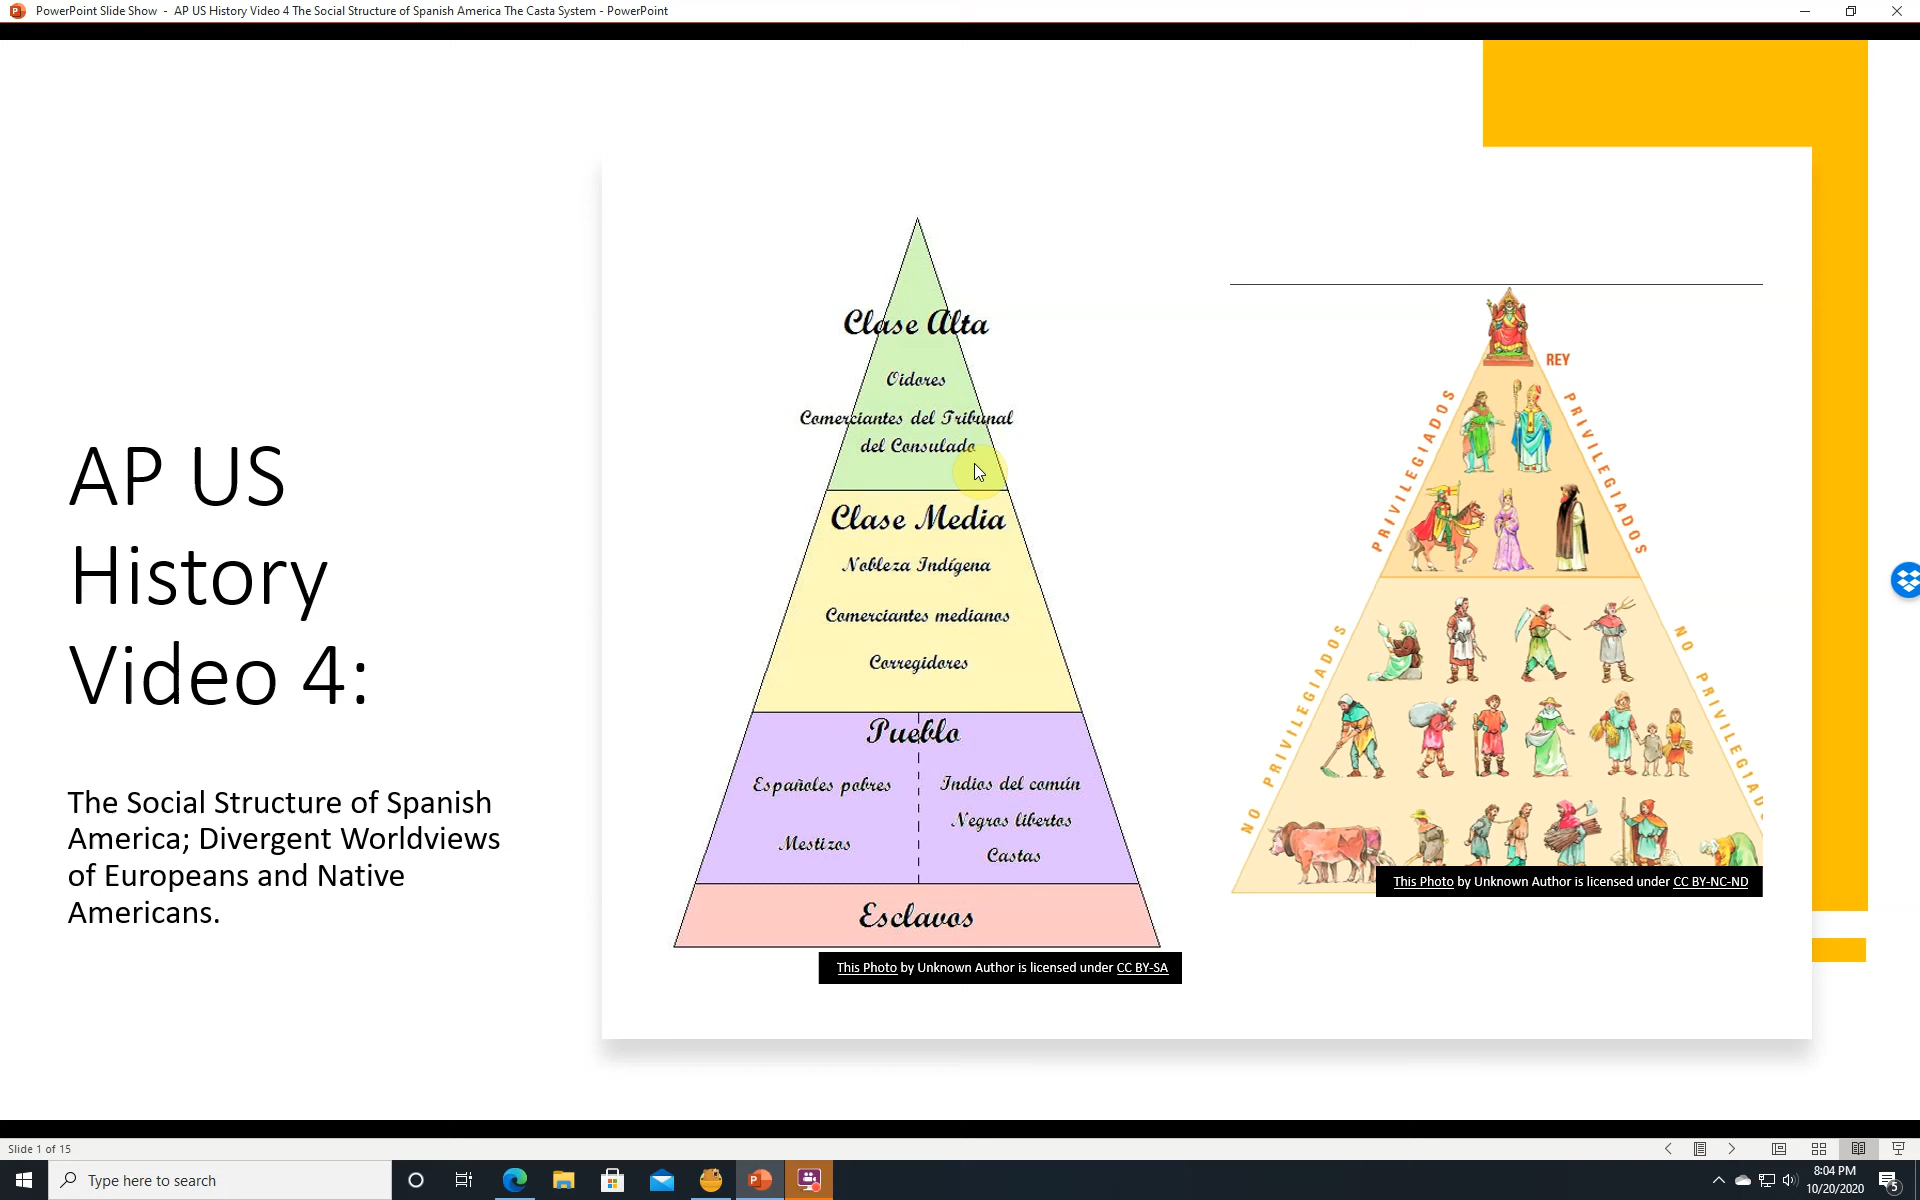 PowerPoint Slide Show - AP US History Video 4 The Social Structure of Spanish America The Casta System - PowerPoint
AP US
History
Video 4:
The Social Structure of Spanish
America; Divergent Worldviews
of Europeans and Native
Americans.
Clase Alta
Oidores
Comerciantes del Tribunal
del Consulado
Clase Media
Nobleza Indígena
Comerciantes medianos
Corregidores
Pueblo
Españoles pobres
Mestizos
Indios del común
Negros libertos
Castas
Esclavos
This Photo by Unknown Author is licensed under CC BY-SA
REY
PRIVILEGIADOS
PRIVILEGIADOS
NO PRIVILEGIADOS
NO PRIVILEGIAD
This Photo by Unknown Author is licensed under CC BY-NC-ND
Slide 1 of 15
Type here to search
8:04 PM
10/20/2020
5